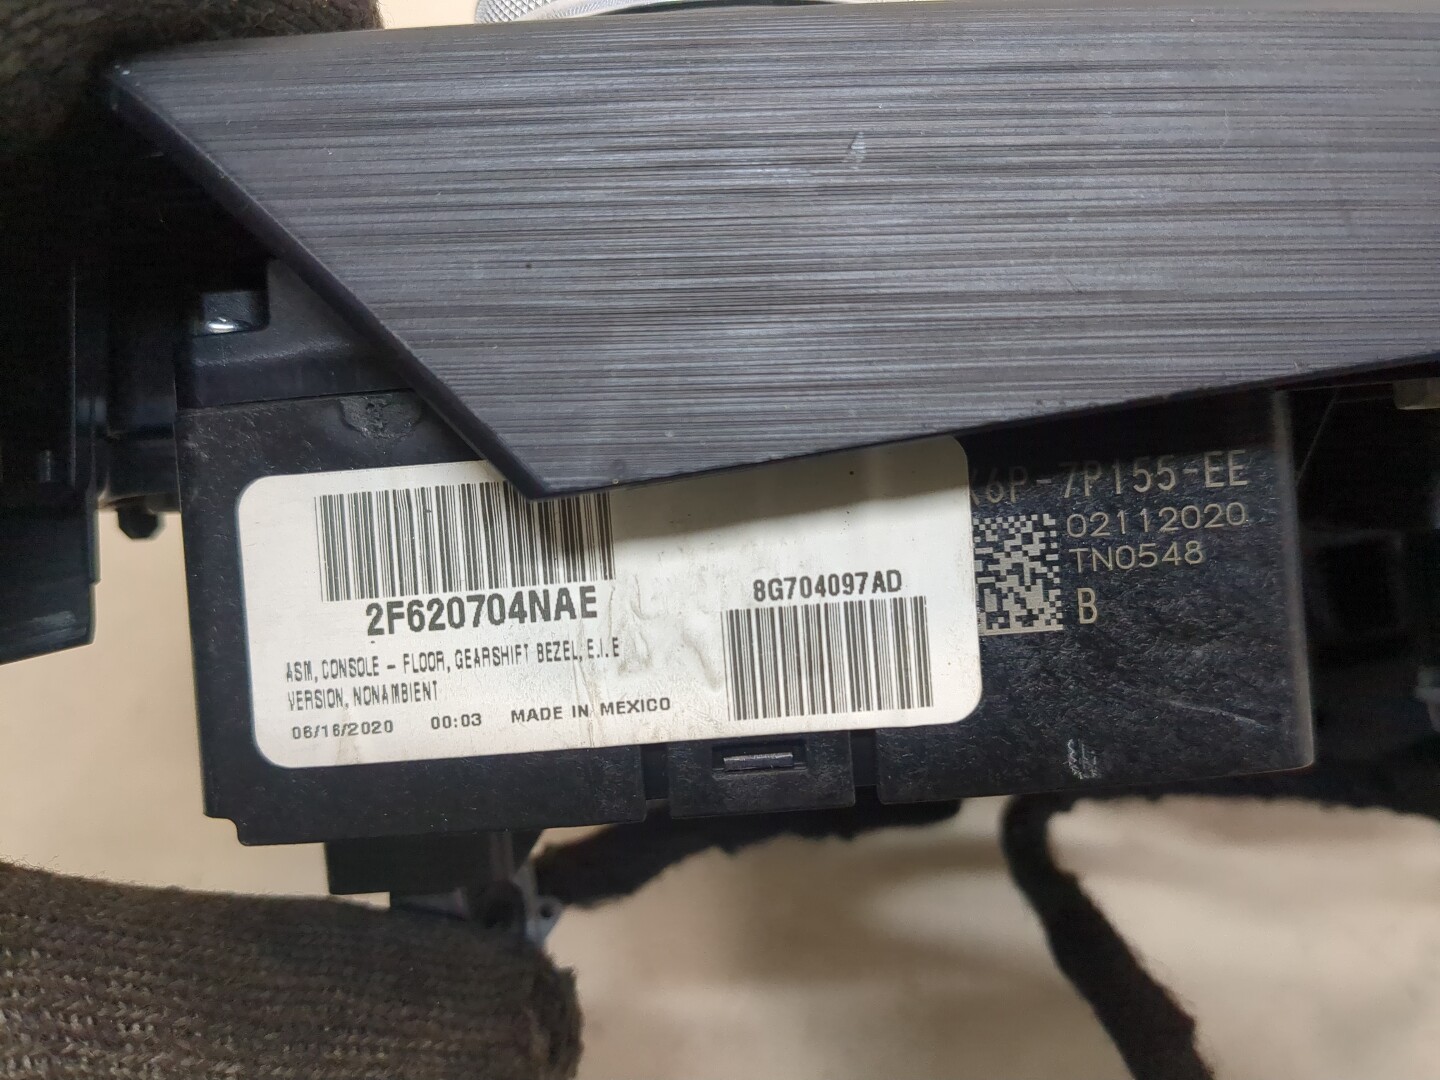 2F620704NAE
8G704097AD
ASM, CONSOLE - FLOOR, GEARSHIFT BEZEL, E.I.E
VERSION, NONAMBIENT
06/16/2020 00:03 MADE IN MEXICO
6P-7P155-EE
02112020
TN0548
B